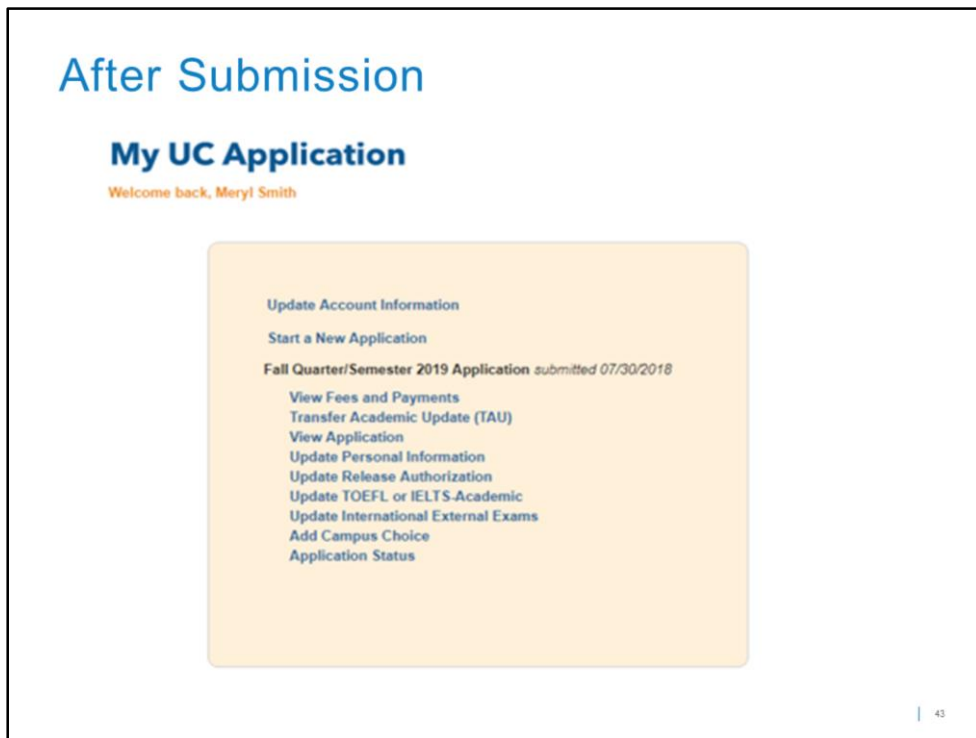 After Submission
My UC Application
Welcome back, Meryl Smith
Update Account Information
Start a New Application
Fall Quarter/Semester 2019 Application submitted 07/30/2018
View Fees and Payments
Transfer Academic Update (TAU)
View Application
Update Personal Information
Update Release Authorization
Update TOEFL or IELTS-Academic
Update International External Exams
Add Campus Choice
Application Status
43